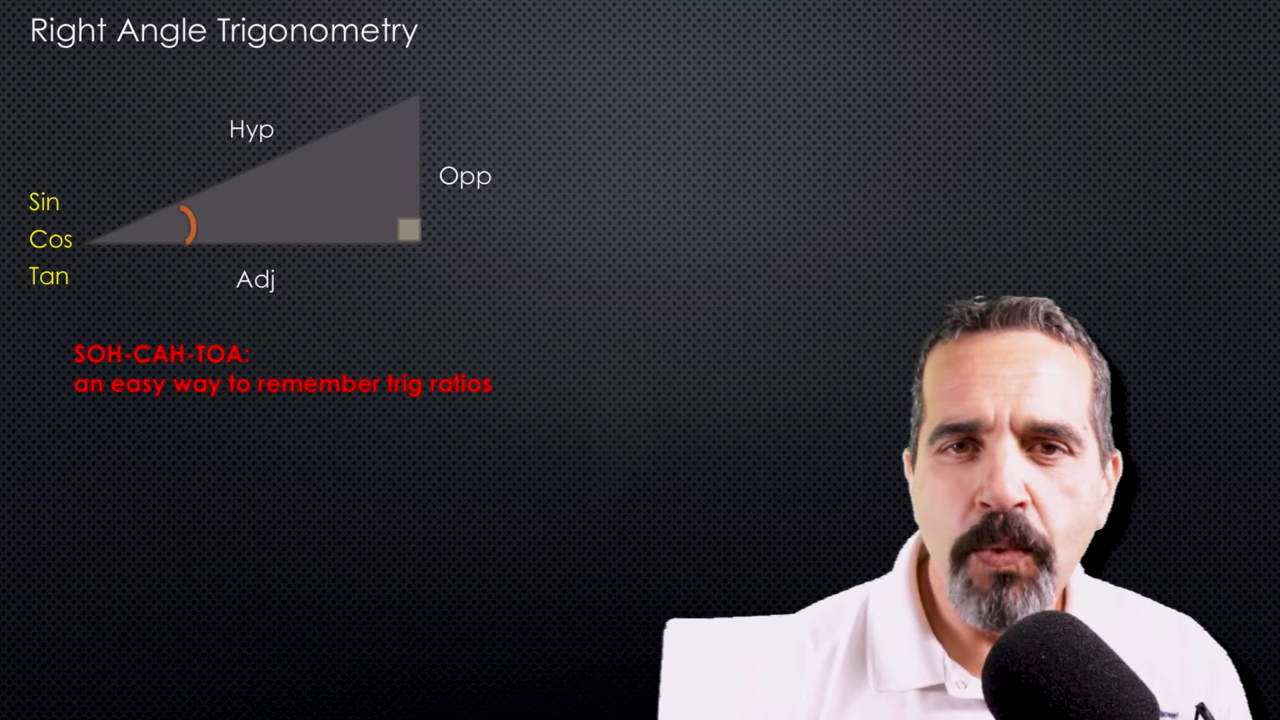 Right Angle Trigonometry
Hyp
Opp
Sin
Cos
Tan
Adj
SOH-CAH-TOA:
an easy way to remember trig ratios